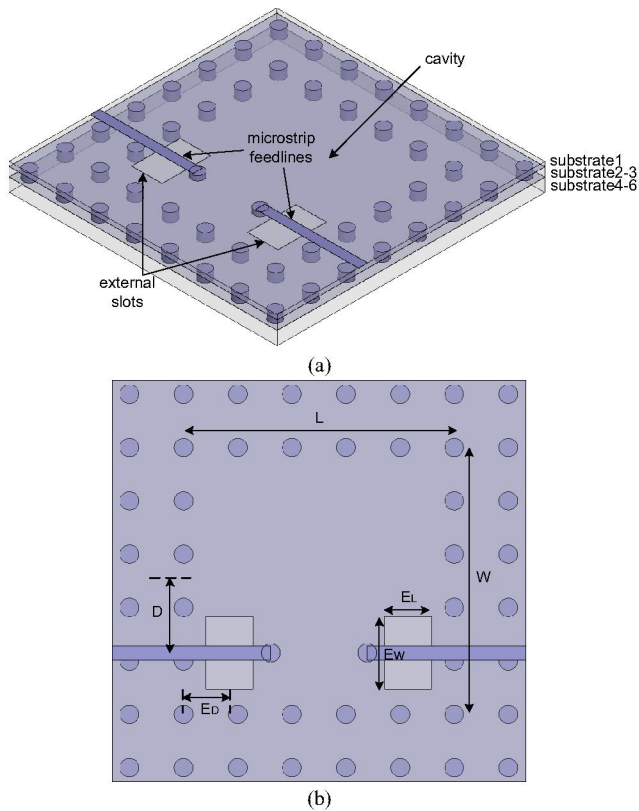 cavity
microstrip
feedlines
substrate1
substrate2-3
substrate4-6
external
slots
(a)
L
W
D
EL
EW
ED
(b)